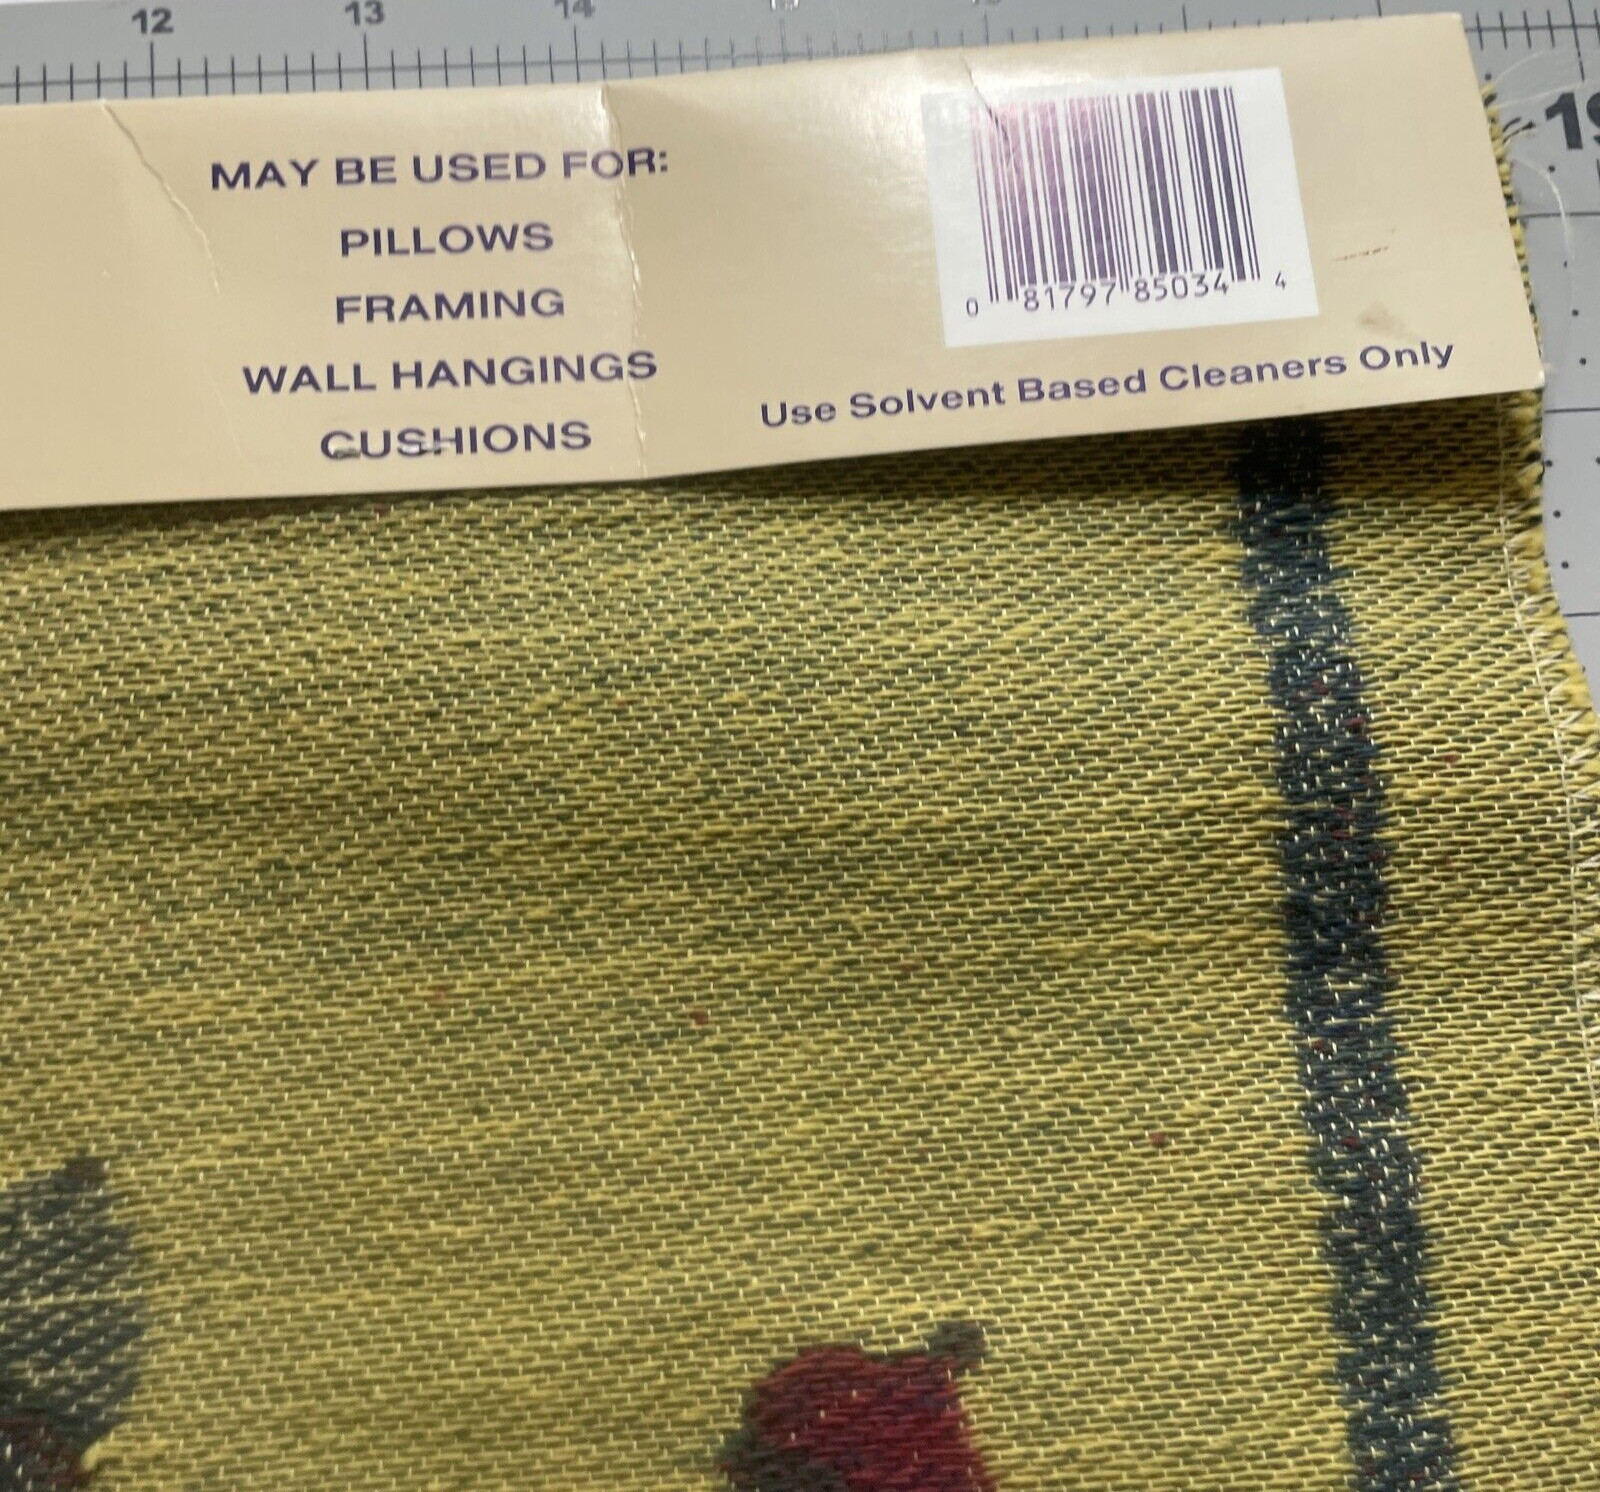 12 13 14
19
MAY BE USED FOR:
PILLOWS
FRAMING
WALL HANGINGS
CUSHIONS
0 81797 85034 4
Use Solvent Based Cleaners Only